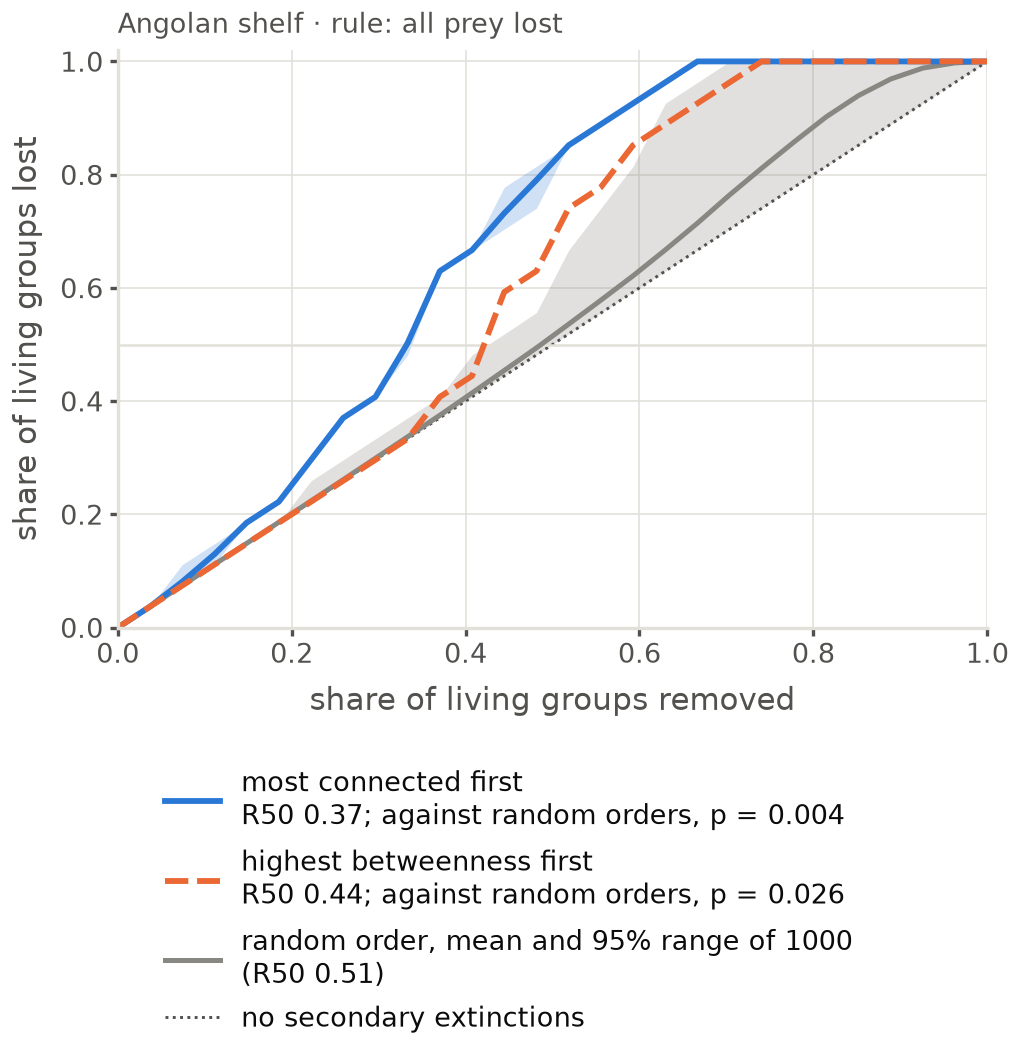 Angolan shelf · rule: all prey lost
share of living groups lost
1.0
0.8
0.6
0.4
0.2
0.0
0.0 0.2 0.4 0.6 0.8 1.0
share of living groups removed
most connected first
R50 0.37; against random orders, p = 0.004
highest betweenness first
R50 0.44; against random orders, p = 0.026
random order, mean and 95% range of 1000
(R50 0.51)
no secondary extinctions